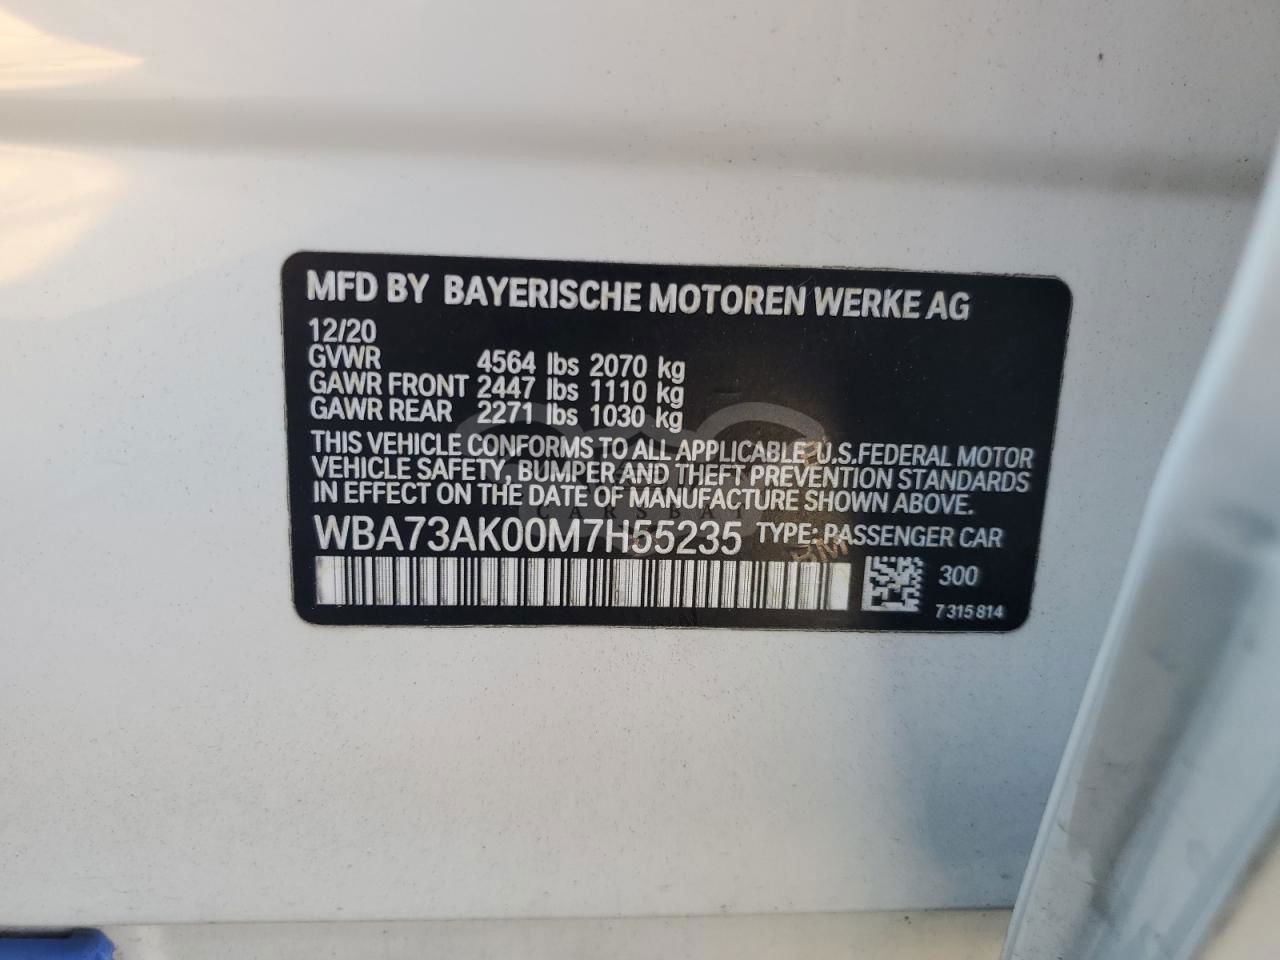 MFD BY BAYERISCHE MOTOREN WERKE AG
12/20
GVWR 4564 lbs 2070 kg
GAWR FRONT 2447 lbs 1110 kg
GAWR REAR 2271 lbs 1030 kg
THIS VEHICLE CONFORMS TO ALL APPLICABLE U.S.FEDERAL MOTOR
VEHICLE SAFETY, BUMPER AND THEFT PREVENTION STANDARDS
IN EFFECT ON THE DATE OF MANUFACTURE SHOWN ABOVE.
WBA73AK00M7H55235 TYPE: PASSENGER CAR
300
7 315 814